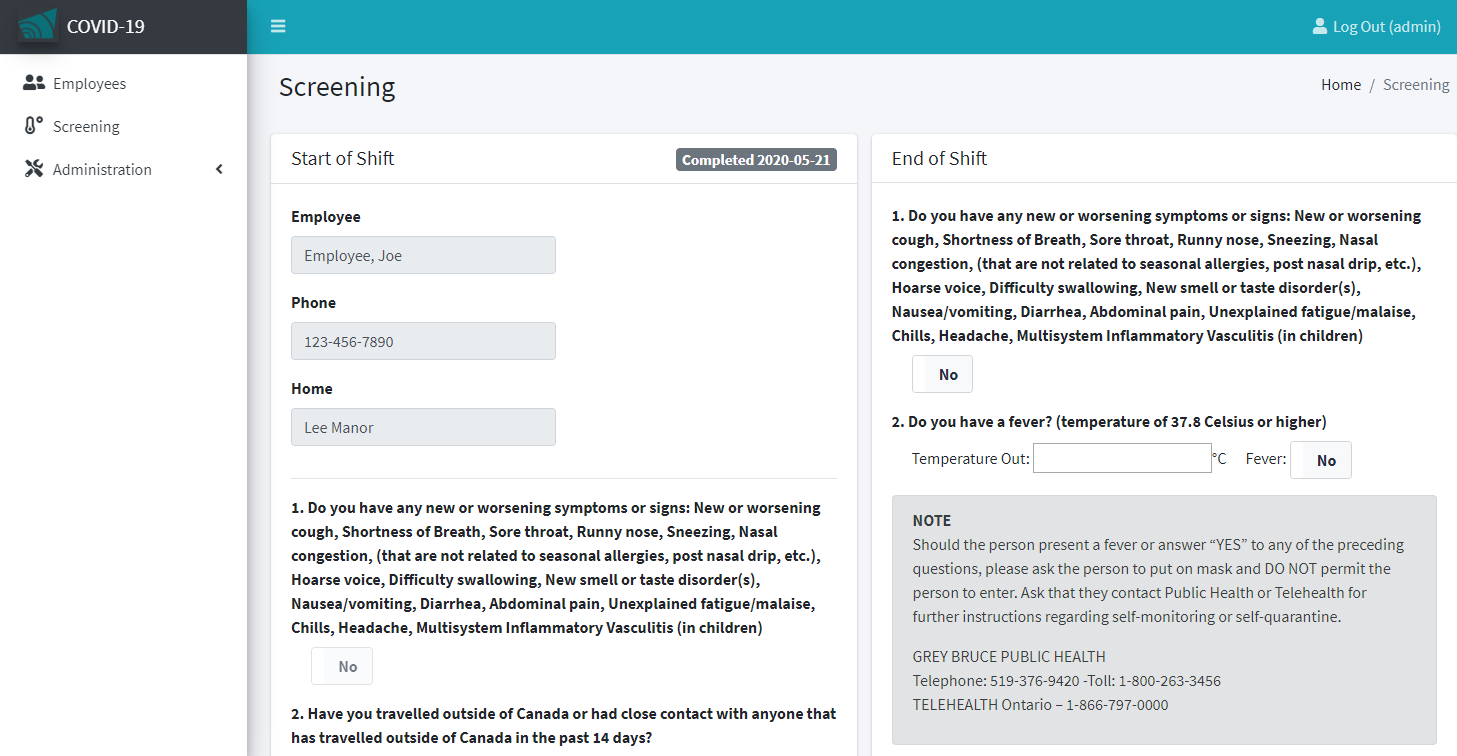 COVID-19
Log Out (admin)
Employees
Screening
Administration
Screening
Home / Screening
Start of Shift
Completed 2020-05-21
Employee
Employee, Joe
Phone
123-456-7890
Home
Lee Manor
1. Do you have any new or worsening symptoms or signs: New or worsening
cough, Shortness of Breath, Sore throat, Runny nose, Sneezing, Nasal
congestion, (that are not related to seasonal allergies, post nasal drip, etc.),
Hoarse voice, Difficulty swallowing, New smell or taste disorder(s),
Nausea/vomiting, Diarrhea, Abdominal pain, Unexplained fatigue/malaise,
Chills, Headache, Multisystem Inflammatory Vasculitis (in children)
No
2. Have you travelled outside of Canada or had close contact with anyone that
has travelled outside of Canada in the past 14 days?
End of Shift
1. Do you have any new or worsening symptoms or signs: New or worsening
cough, Shortness of Breath, Sore throat, Runny nose, Sneezing, Nasal
congestion, (that are not related to seasonal allergies, post nasal drip, etc.),
Hoarse voice, Difficulty swallowing, New smell or taste disorder(s),
Nausea/vomiting, Diarrhea, Abdominal pain, Unexplained fatigue/malaise,
Chills, Headache, Multisystem Inflammatory Vasculitis (in children)
No
2. Do you have a fever? (temperature of 37.8 Celsius or higher)
Temperature Out: °C Fever: No
NOTE
Should the person present a fever or answer “YES” to any of the preceding
questions, please ask the person to put on mask and DO NOT permit the
person to enter. Ask that they contact Public Health or Telehealth for
further instructions regarding self-monitoring or self-quarantine.
GREY BRUCE PUBLIC HEALTH
Telephone: 519-376-9420 -Toll: 1-800-263-3456
TELEHEALTH Ontario – 1-866-797-0000